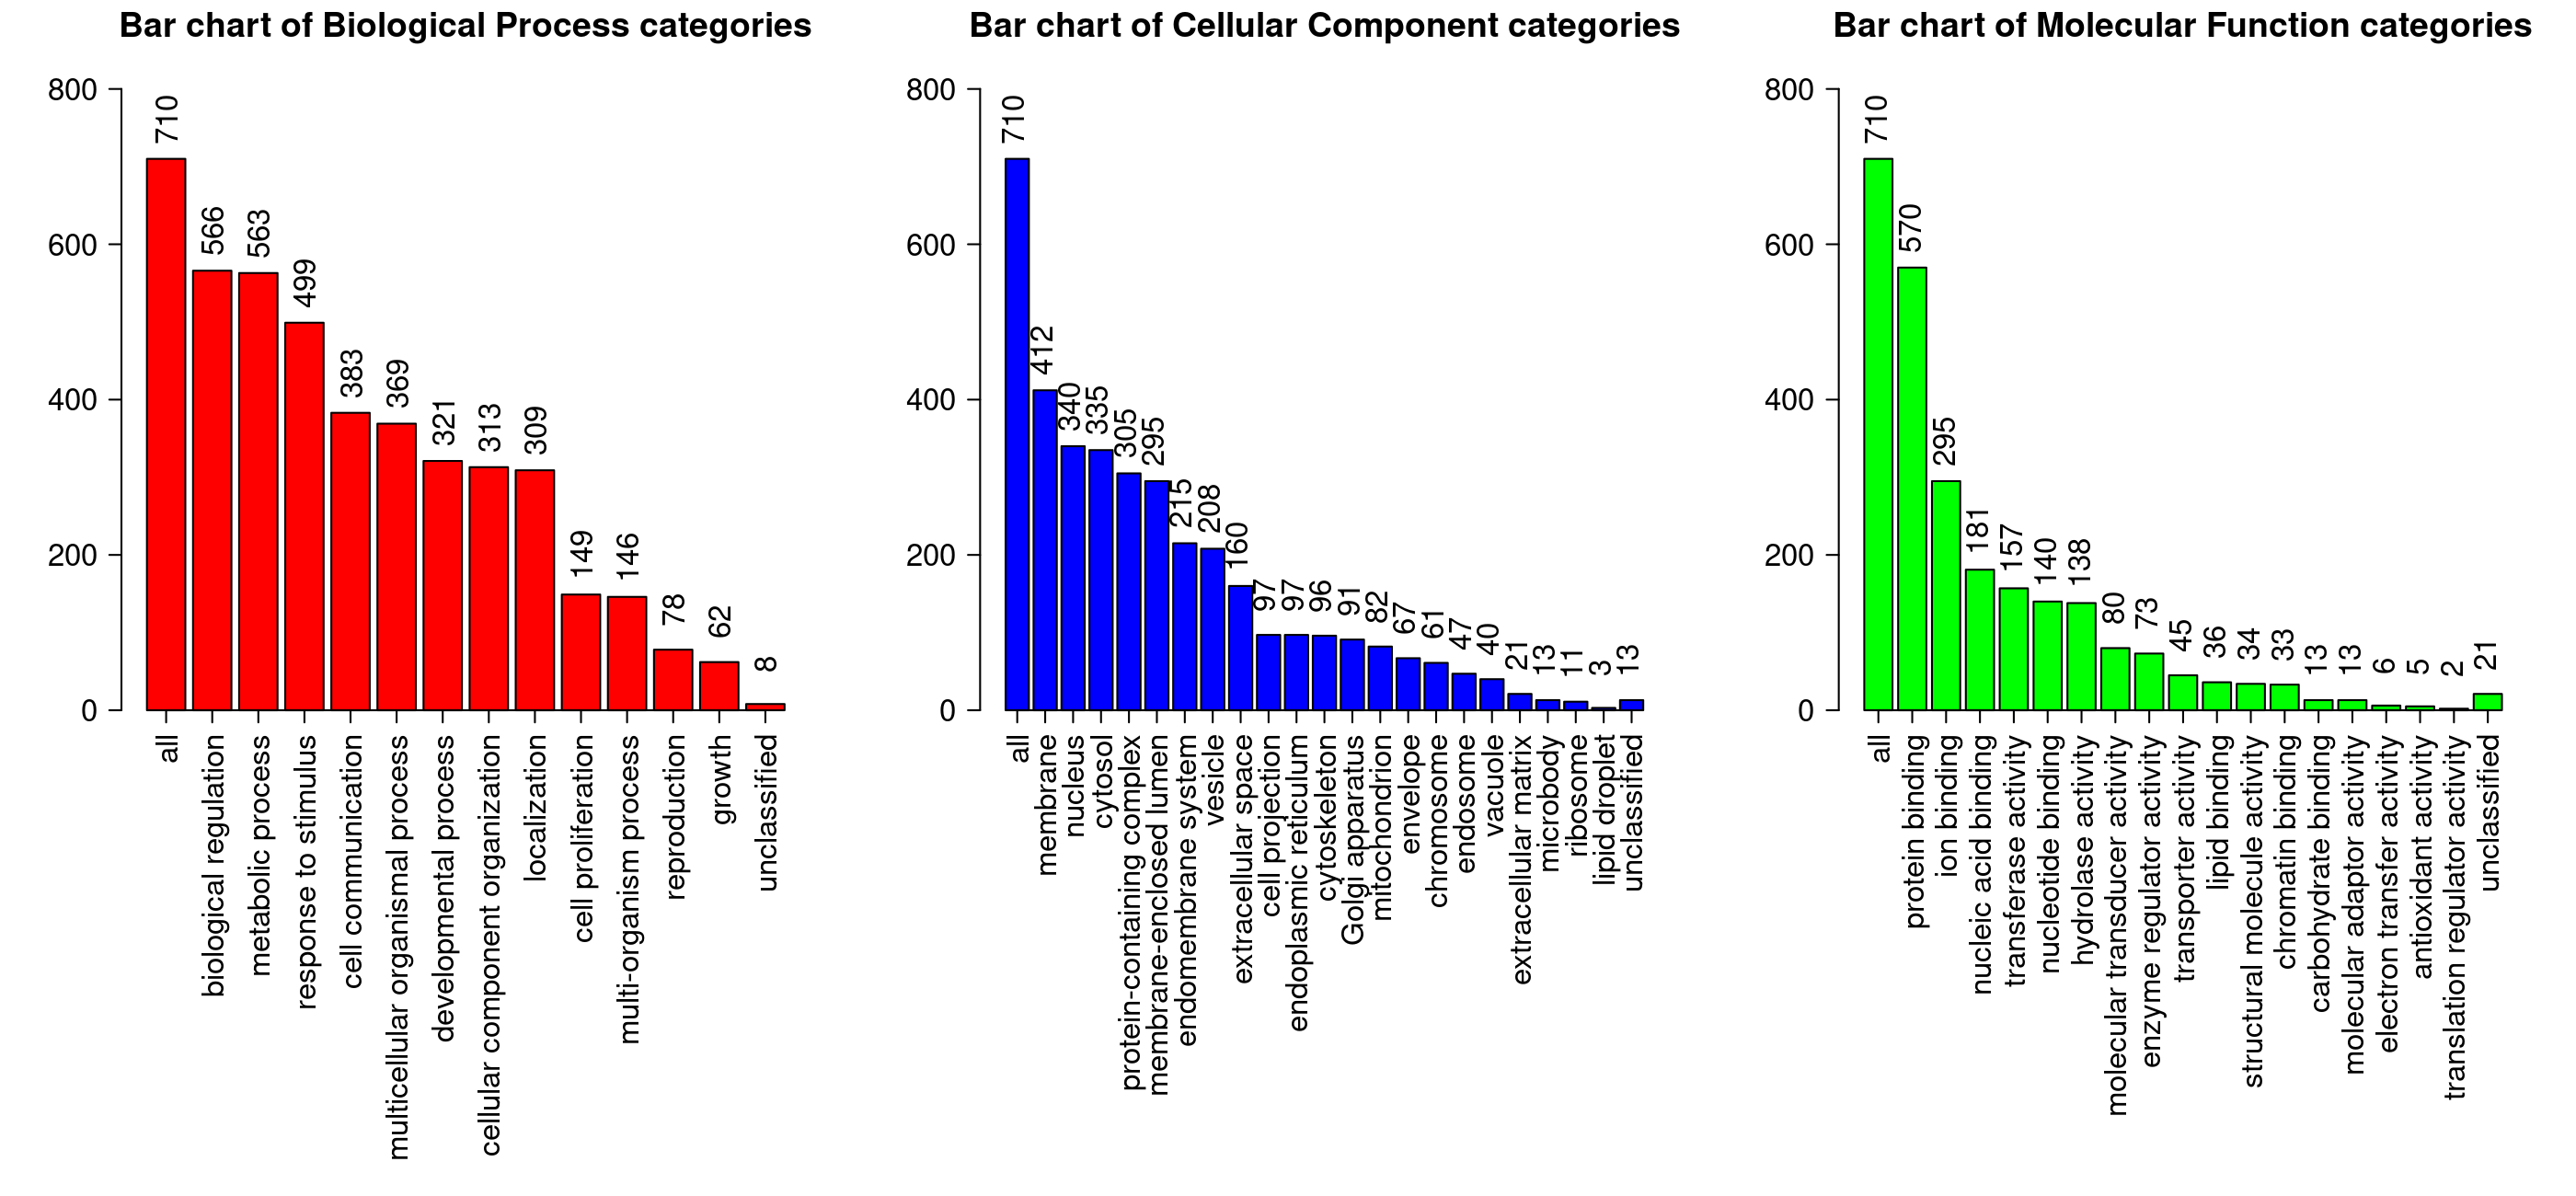 Bar chart of Biological Process categories
800
600
400
200
0
710
566
563
499
383
369
321
313
309
149
146
78
62
8
all
biological regulation
metabolic process
response to stimulus
cell communication
multicellular organismal process
developmental process
cellular component organization
localization
cell proliferation
multi-organism process
reproduction
growth
unclassified
Bar chart of Cellular Component categories
800
600
400
200
0
710
412
340
335
305
295
215
208
160
97
97
96
91
82
67
61
47
40
21
13
11
3
13
all
membrane
nucleus
cytosol
protein-containing complex
membrane-enclosed lumen
endomembrane system
vesicle
extracellular space
cell projection
endoplasmic reticulum
cytoskeleton
Golgi apparatus
mitochondrion
envelope
chromosome
endosome
vacuole
extracellular matrix
microbody
ribosome
lipid droplet
unclassified
Bar chart of Molecular Function categories
800
600
400
200
0
710
570
295
181
157
140
138
80
73
45
36
34
33
13
13
6
5
2
21
all
protein binding
ion binding
nucleic acid binding
transferase activity
nucleotide binding
hydrolase activity
molecular transducer activity
enzyme regulator activity
transporter activity
lipid binding
structural molecule activity
chromatin binding
carbohydrate binding
molecular adaptor activity
electron transfer activity
antioxidant activity
translation regulator activity
unclassified